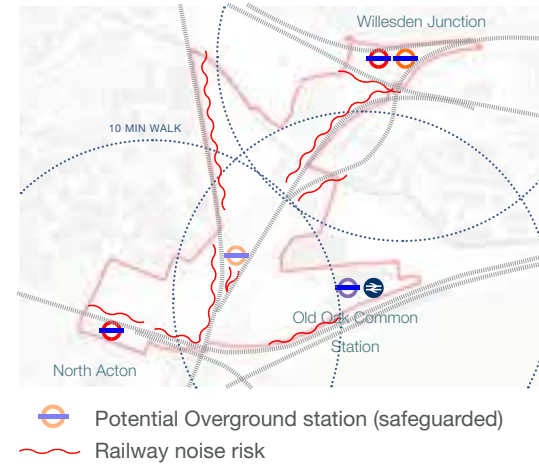 Willesden Junction
10 MIN WALK
Old Oak Common
Station
North Acton
Potential Overground station (safeguarded)
Railway noise risk